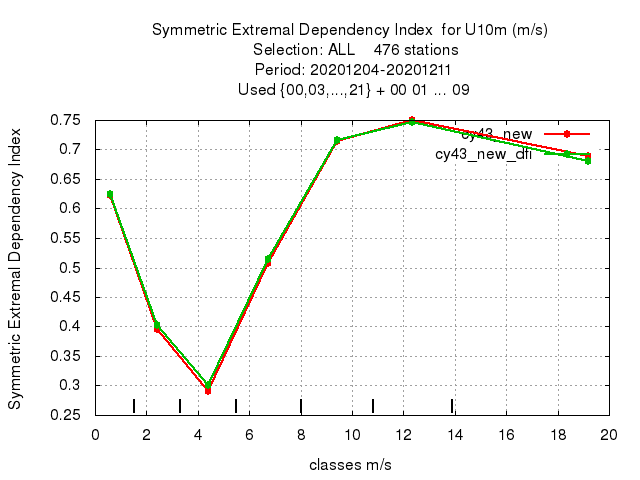 Symmetric Extremal Dependency Index  for U10m (m/s)
Selection: ALL    476 stations
Period: 20201204-20201211
Used {00,03,...,21} + 00 01 ... 09
Symmetric Extremal Dependency Index
0.75
0.7
0.65
0.6
0.55
0.5
0.45
0.4
0.35
0.3
0.25
cy43_new
cy43_new_dfi
0 2 4 6 8 10 12 14 16 18 20
classes m/s